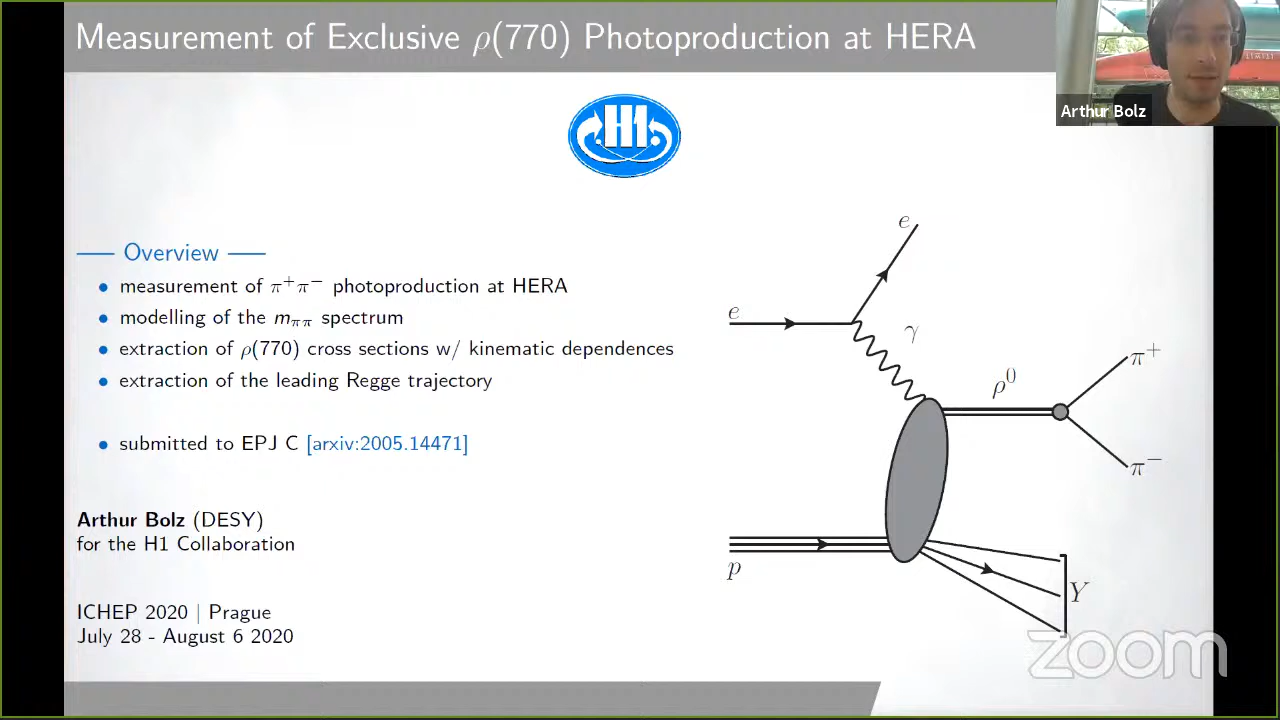 Measurement of Exclusive ρ(770) Photoproduction at HERA
Arthur Bolz
H1
Overview
measurement of π⁺π⁻ photoproduction at HERA
modelling of the mππ spectrum
extraction of ρ(770) cross sections w/ kinematic dependences
extraction of the leading Regge trajectory
submitted to EPJ C [arxiv:2005.14471]
Arthur Bolz (DESY)
for the H1 Collaboration
ICHEP 2020 | Prague
July 28 - August 6 2020
e
e
γ
ρ⁰
π⁺
π⁻
p
Y
zoom